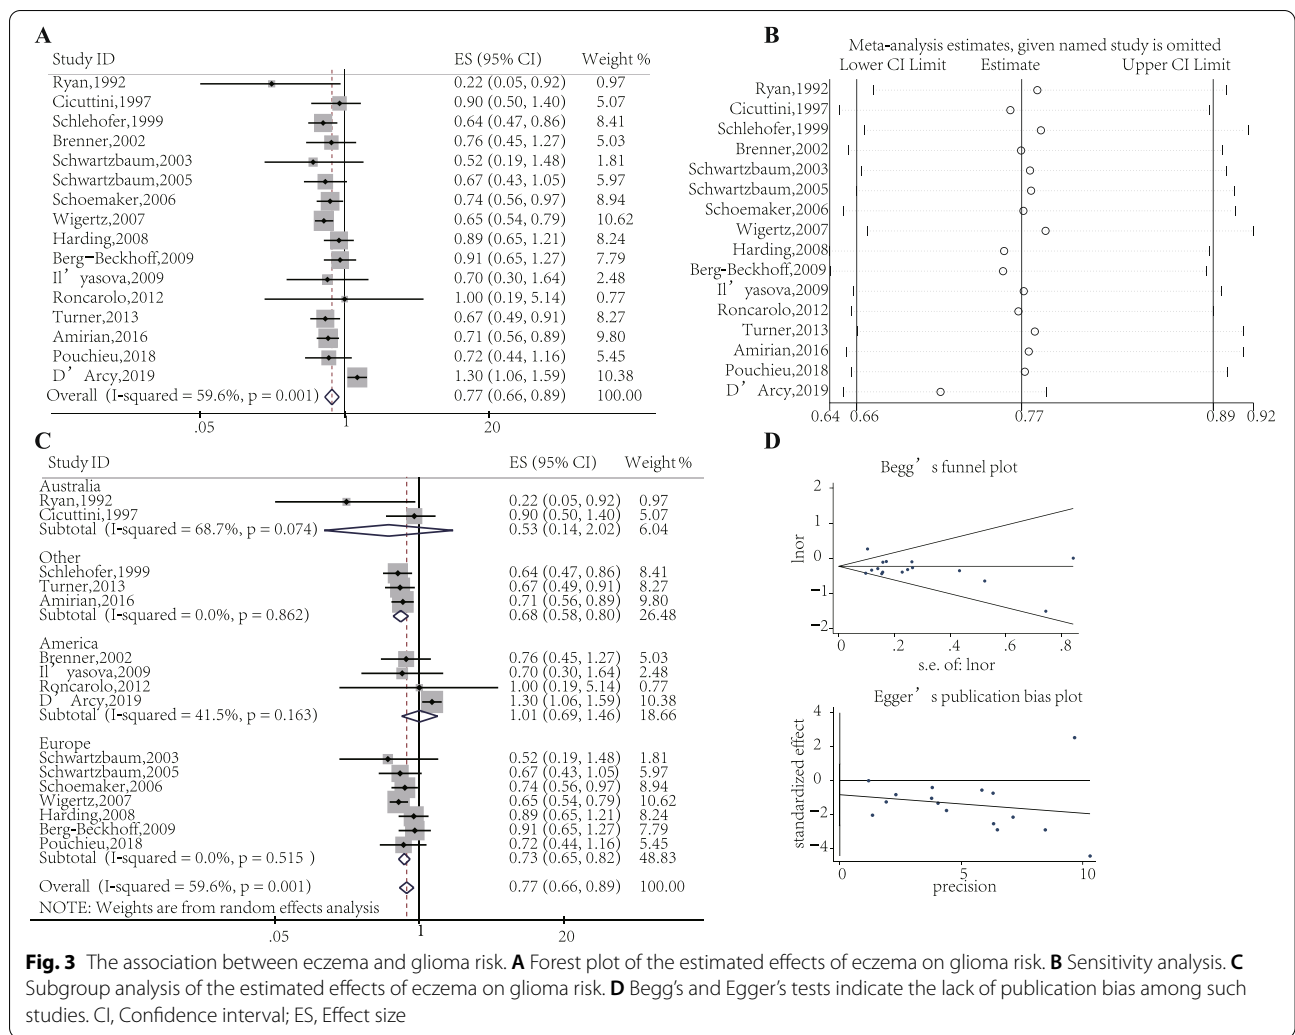 A
Study ID ES (95% CI) Weight %
Ryan,1992 0.22 (0.05, 0.92) 0.97
Cicuttini,1997 0.90 (0.50, 1.40) 5.07
Schlehofer,1999 0.64 (0.47, 0.86) 8.41
Brenner,2002 0.76 (0.45, 1.27) 5.03
Schwartzbaum,2003 0.52 (0.19, 1.48) 1.81
Schwartzbaum,2005 0.67 (0.43, 1.05) 5.97
Schoemaker,2006 0.74 (0.56, 0.97) 8.94
Wigertz,2007 0.65 (0.54, 0.79) 10.62
Harding,2008 0.89 (0.65, 1.21) 8.24
Berg-Beckhoff,2009 0.91 (0.65, 1.27) 7.79
Il’ yasova,2009 0.70 (0.30, 1.64) 2.48
Roncarolo,2012 1.00 (0.19, 5.14) 0.77
Turner,2013 0.67 (0.49, 0.91) 8.27
Amirian,2016 0.71 (0.56, 0.89) 9.80
Pouchieu,2018 0.72 (0.44, 1.16) 5.45
D’ Arcy,2019 1.30 (1.06, 1.59) 10.38
Overall (I-squared = 59.6%, p = 0.001) 0.77 (0.66, 0.89) 100.00
.05 1 20
B
Meta-analysis estimates, given named study is omitted
Lower CI Limit Estimate Upper CI Limit
Ryan,1992
Cicuttini,1997
Schlehofer,1999
Brenner,2002
Schwartzbaum,2003
Schwartzbaum,2005
Schoemaker,2006
Wigertz,2007
Harding,2008
Berg-Beckhoff,2009
Il’ yasova,2009
Roncarolo,2012
Turner,2013
Amirian,2016
Pouchieu,2018
D’ Arcy,2019
0.64 0.66 0.77 0.89 0.92
C
Study ID ES (95% CI) Weight %
Australia
Ryan,1992 0.22 (0.05, 0.92) 0.97
Cicuttini,1997 0.90 (0.50, 1.40) 5.07
Subtotal (I-squared = 68.7%, p = 0.074) 0.53 (0.14, 2.02) 6.04
Other
Schlehofer,1999 0.64 (0.47, 0.86) 8.41
Turner,2013 0.67 (0.49, 0.91) 8.27
Amirian,2016 0.71 (0.56, 0.89) 9.80
Subtotal (I-squared = 0.0%, p = 0.862) 0.68 (0.58, 0.80) 26.48
America
Brenner,2002 0.76 (0.45, 1.27) 5.03
Il’ yasova,2009 0.70 (0.30, 1.64) 2.48
Roncarolo,2012 1.00 (0.19, 5.14) 0.77
D’ Arcy,2019 1.30 (1.06, 1.59) 10.38
Subtotal (I-squared = 41.5%, p = 0.163) 1.01 (0.69, 1.46) 18.66
Europe
Schwartzbaum,2003 0.52 (0.19, 1.48) 1.81
Schwartzbaum,2005 0.67 (0.43, 1.05) 5.97
Schoemaker,2006 0.74 (0.56, 0.97) 8.94
Wigertz,2007 0.65 (0.54, 0.79) 10.62
Harding,2008 0.89 (0.65, 1.21) 8.24
Berg-Beckhoff,2009 0.91 (0.65, 1.27) 7.79
Pouchieu,2018 0.72 (0.44, 1.16) 5.45
Subtotal (I-squared = 0.0%, p = 0.515 ) 0.73 (0.65, 0.82) 48.83
Overall (I-squared = 59.6%, p = 0.001) 0.77 (0.66, 0.89) 100.00
NOTE: Weights are from random effects analysis
.05 1 20
D
Begg’ s funnel plot
lnor
2
1
0
-1
-2
0 .2 .4 .6 .8
s.e. of: lnor
Egger’ s publication bias plot
standardized effect
4
2
0
-2
-4
0 5 10
precision
Fig. 3 The association between eczema and glioma risk. A Forest plot of the estimated effects of eczema on glioma risk. B Sensitivity analysis. C
Subgroup analysis of the estimated effects of eczema on glioma risk. D Begg’s and Egger’s tests indicate the lack of publication bias among such
studies. CI, Confidence interval; ES, Effect size